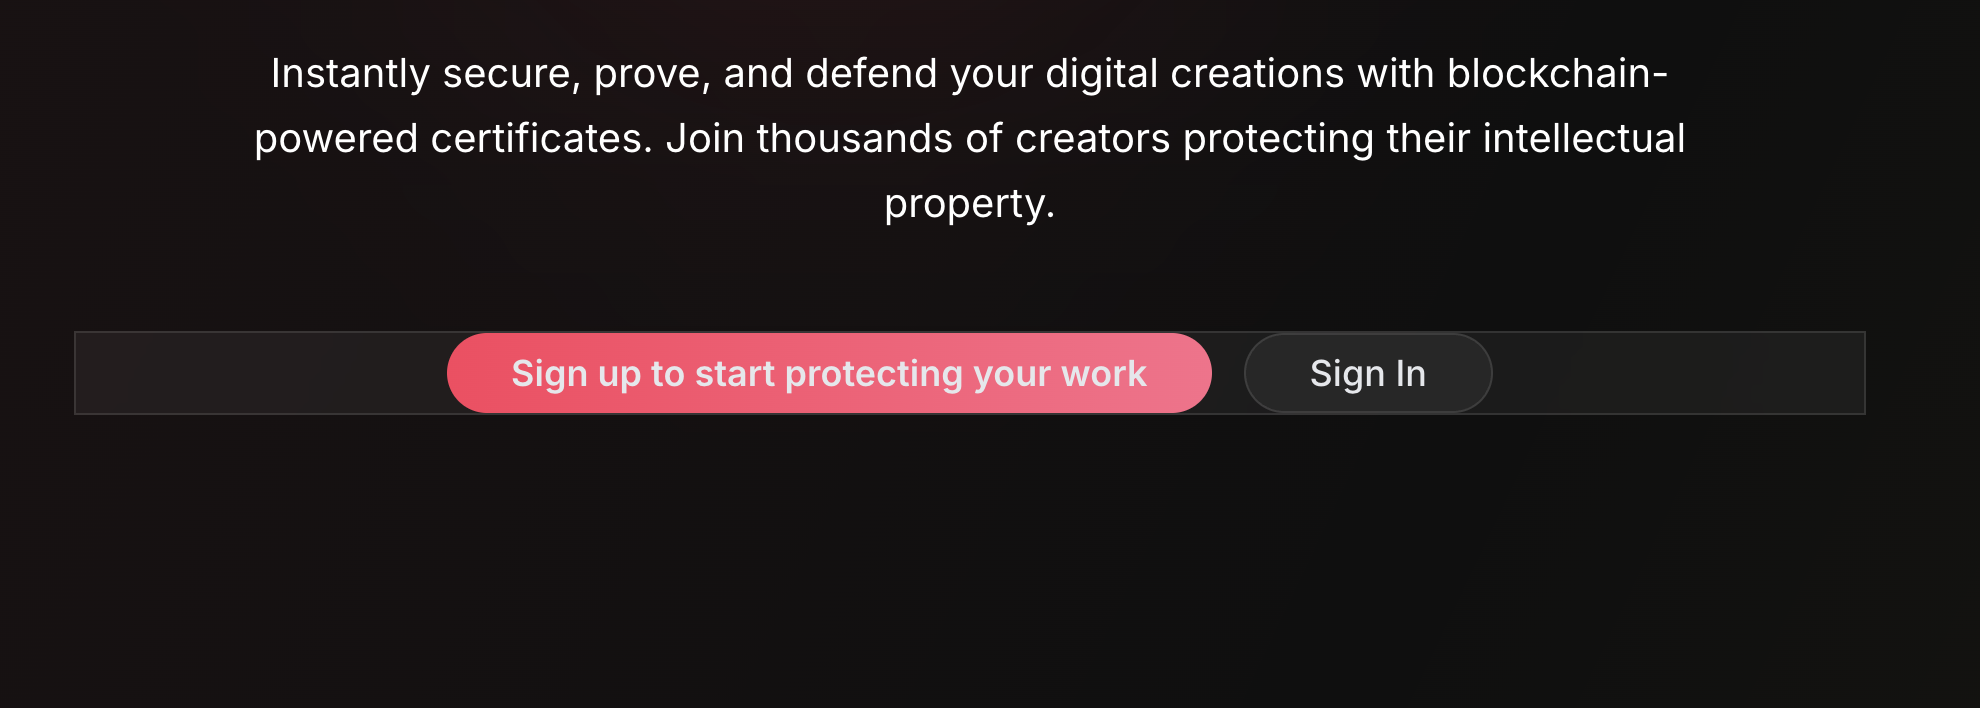 Instantly secure, prove, and defend your digital creations with blockchain-
powered certificates. Join thousands of creators protecting their intellectual
property.
Sign up to start protecting your work
Sign In